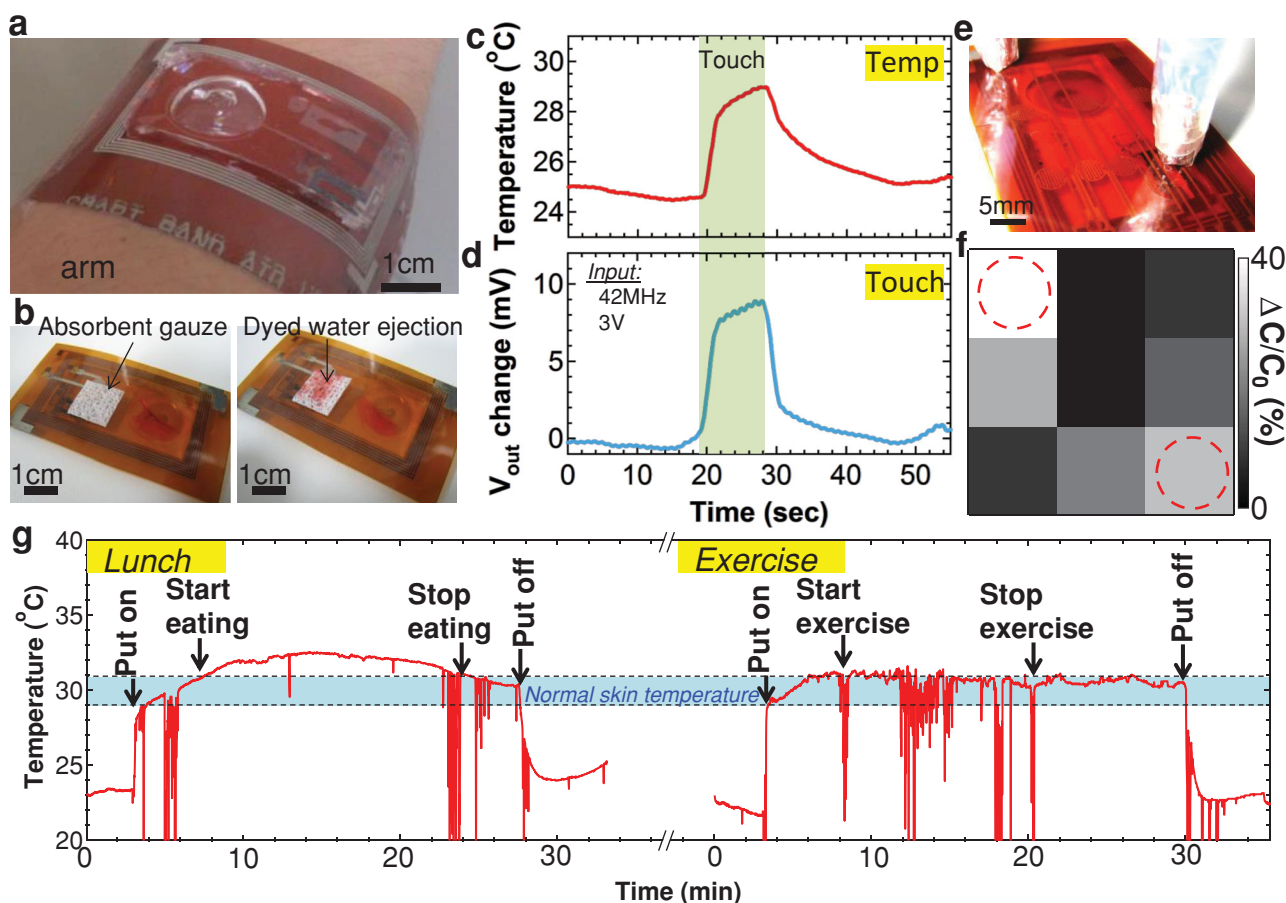 a
arm
1cm
b
Absorbent gauze
Dyed water ejection
1cm
1cm
c
Temperature (°C)
30
28
26
24
Touch
Temp
d
V_out change (mV)
10
5
0
Input:
42MHz
3V
Touch
0 10 20 30 40 50
Time (sec)
e
5mm
f
40
ΔC/C₀ (%)
0
g
Temperature (°C)
40
35
30
25
20
Lunch
Put on
Start
eating
Stop
eating
Put off
Normal skin temperature
Exercise
Put on
Start
exercise
Stop
exercise
Put off
0 10 20 30 0 10 20 30
Time (min)